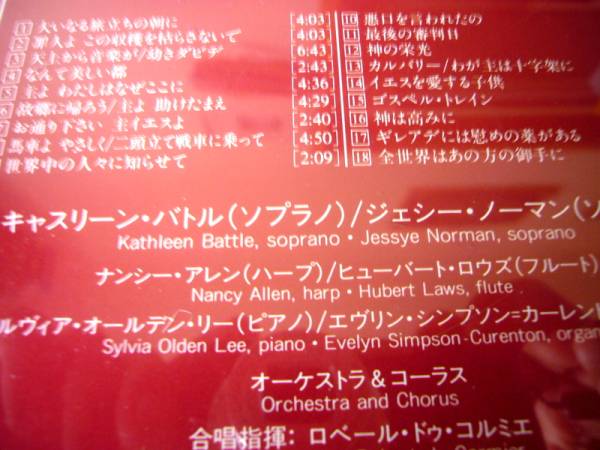 1 大いなる旅立ちの朝に [4:03]
2 罪人よ この収穫を枯らさないで [4:03]
3 天主から音楽が/幼きダビデ [6:43]
4 なんて美しい都 [2:43]
5 主よ わたしはなぜここに [4:36]
故郷に帰ろう/主よ 助けたまえ [4:29]
お通り下さい 主イエスよ [2:40]
馬車よ やさしく/二頭立て戦車に乗って [4:50]
世界中の人々に知らせて [2:09]
10 悪口を言われたの
11 最後の審判日
12 神の栄光
13 カルバリー/わが主は十字架に
14 イエスを愛する子供
15 ゴスペル・トレイン
16 神は高みに
17 ギレアデには慰めの薬がある
18 全世界はあの方の御手に
キャスリーン・バトル(ソプラノ)/ジェシー・ノーマン(ソ
Kathleen Battle, soprano・Jessye Norman, soprano
ナンシー・アレン(ハープ)/ヒューバート・ロウズ(フルート)
Nancy Allen, harp・Hubert Laws, flute
ルヴィア・オールデン・リー(ピアノ)/エヴリン・シンプソン=カーレン
Sylvia Olden Lee, piano・Evelyn Simpson-Curenton, organ
オーケストラ&コーラス
Orchestra and Chorus
合唱指揮: ロベール・ドゥ・コルミエ